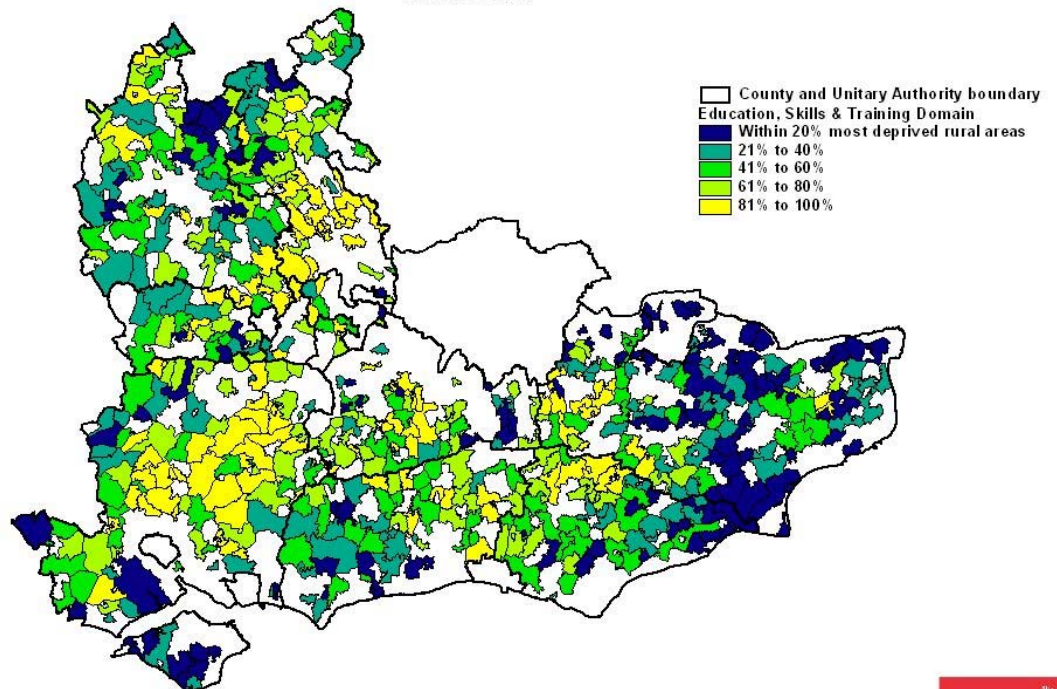 County and Unitary Authority boundary
Education, Skills & Training Domain
Within 20% most deprived rural areas
21% to 40%
41% to 60%
61% to 80%
81% to 100%